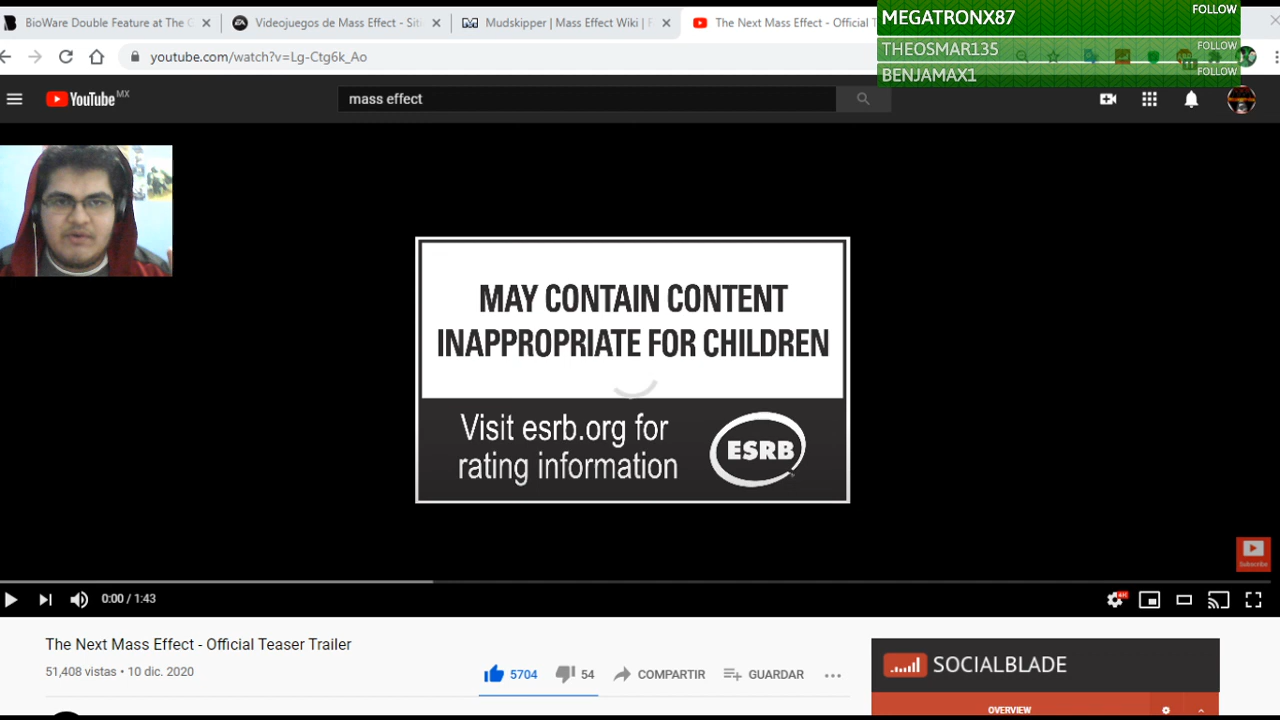 BioWare Double Feature at The G
Videojuegos de Mass Effect - Siti
Mudskipper | Mass Effect Wiki | F
The Next Mass Effect - Official T
MEGATRONX87
FOLLOW
THEOSMAR135
FOLLOW
BENJAMAX1
FOLLOW
youtube.com/watch?v=Lg-Ctg6k_Ao
YouTube MX
mass effect
MAY CONTAIN CONTENT
INAPPROPRIATE FOR CHILDREN
Visit esrb.org for
rating information
ESRB
Subscribe
0:00 / 1:43
4K
The Next Mass Effect - Official Teaser Trailer
51,408 vistas • 10 dic. 2020
5704
54
COMPARTIR
GUARDAR
SOCIALBLADE
OVERVIEW